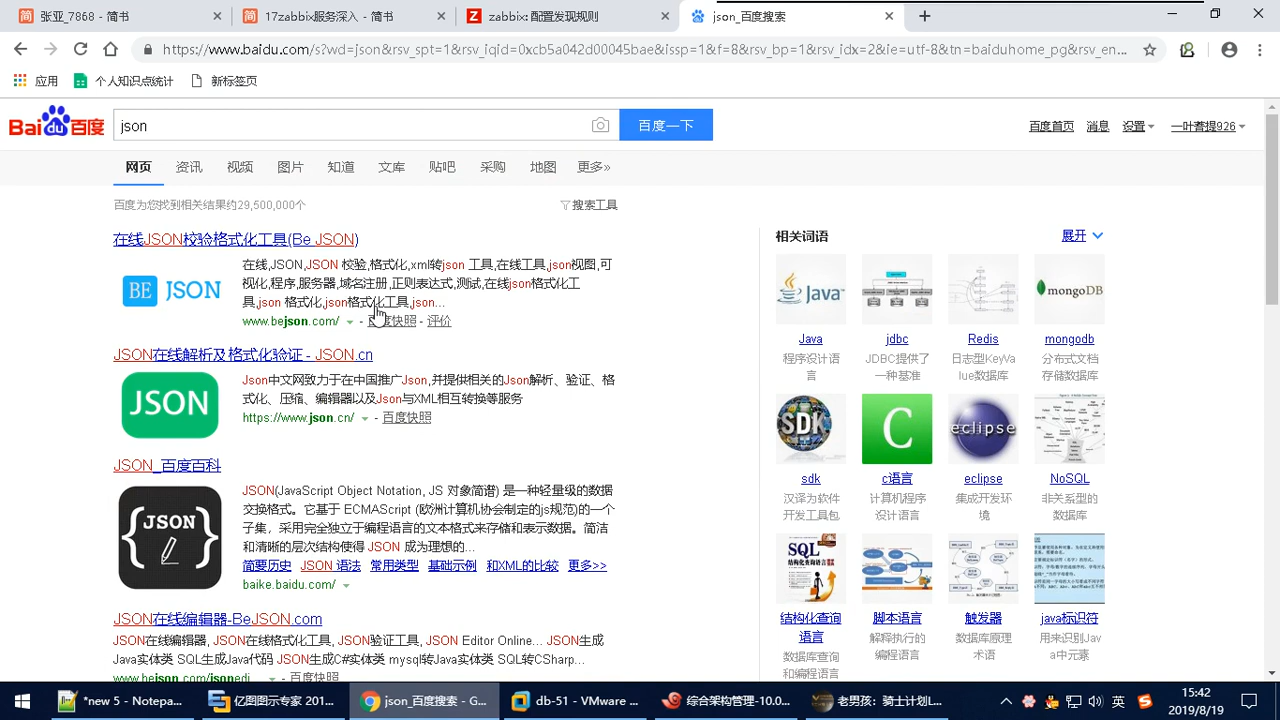 张亚_7868 - 简书
17zabbix服务深入 - 简书
zabbix: 配置发现规则
json_百度搜索
https://www.baidu.com/s?wd=json&rsv_spt=1&rsv_iqid=0xcb5a042d00045bae&issp=1&f=8&rsv_bp=1&rsv_idx=2&ie=utf-8&tn=baiduhome_pg&rsv_en...
应用
个人知识点统计
新标签页
Bai du 百度
json
百度一下
百度首页
消息
设置
一叶菩提926
网页 资讯 视频 图片 知道 文库 贴吧 采购 地图 更多»
百度为您找到相关结果约29,500,000个
搜索工具
在线JSON校验格式化工具(Be JSON)
BE JSON
在线,JSON,JSON 校验,格式化,xml转json 工具,在线工具,json视图,可
视化,程序,服务器,域名注册,正则表达式,测试,在线json格式化工
具,json 格式化,json格式化工具,json...
www.bejson.com/ - 百度快照 - 评价
JSON在线解析及格式化验证 - JSON.cn
JSON
Json中文网致力于在中国推广Json,并提供相关的Json解析、验证、格
式化、压缩、编辑器以及Json与XML相互转换等服务
https://www.json.cn/ - 百度快照
JSON_百度百科
{JSON}
JSON(JavaScript Object Notation, JS 对象简谱) 是一种轻量级的数据
交换格式。它基于 ECMAScript (欧洲计算机协会制定的js规范)的一个
子集，采用完全独立于编程语言的文本格式来存储和表示数据。简洁
和清晰的层次结构使得 JSON 成为理想的...
简要历史 JSON 简介 对比类型 基础示例 和XML的比较 更多>>
baike.baidu.com/
JSON在线编辑器-Be JSON.com
JSON在线编辑器, JSON在线格式化工具, JSON验证工具, JSON Editor Online... JSON生成
Java实体类 SQL生成Java代码 JSON生成C#实体类 mysql转Java实体类 SQL转CSharp...
www.bejson.com/jsonedi... - 百度快照
相关词语
展开
Java
jdbc
Redis
mongodb
程序设计语
言
JDBC提供了
一种基准
日志型KeyVa
lue数据库
分布式文档
存储数据库
sdk
c语言
eclipse
NoSQL
汉译为软件
开发工具包
计算机程序
设计语言
集成开发环
境
非关系型的
数据库
结构化查询
语言
脚本语言
触发器
java标识符
数据库查询
和编程语言
解释执行的
编程语言
数据库原理
术语
用来识别Jav
a中元素
*new 5 - Notepa...
亿图图示专家 201...
json_百度搜索 - G...
db-51 - VMware ...
综合架构管理-10.0...
老男孩：骑士计划L...
英
15:42
2019/8/19